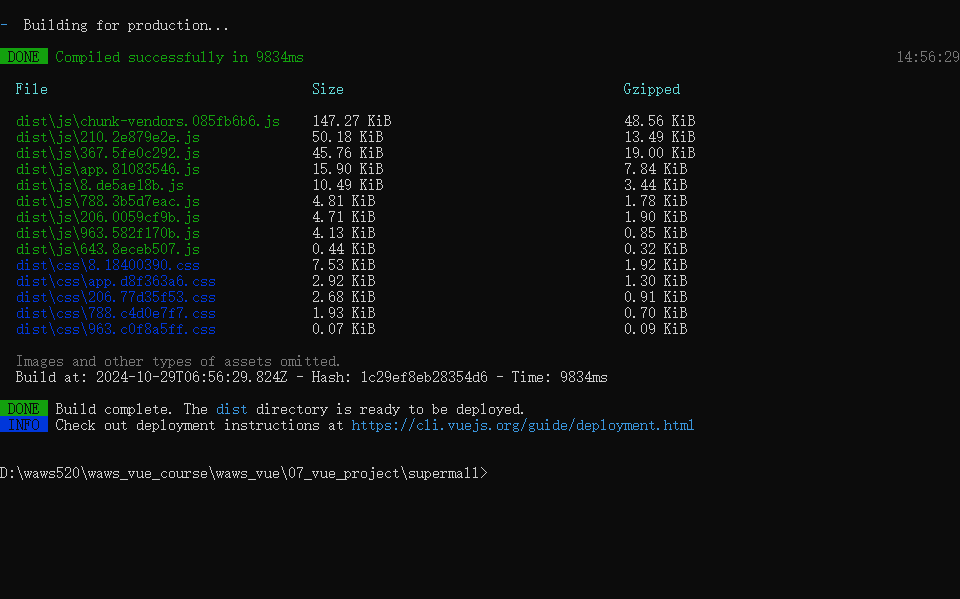 -  Building for production...
DONE  Compiled successfully in 9834ms  14:56:29
File  Size  Gzipped
dist\js\chunk-vendors.085fb6b6.js  147.27 KiB  48.56 KiB
dist\js\210.2e879e2e.js  50.18 KiB  13.49 KiB
dist\js\367.5fe0c292.js  45.76 KiB  19.00 KiB
dist\js\app.81083546.js  15.90 KiB  7.84 KiB
dist\js\8.de5ae18b.js  10.49 KiB  3.44 KiB
dist\js\788.3b5d7eac.js  4.81 KiB  1.78 KiB
dist\js\206.0059cf9b.js  4.71 KiB  1.90 KiB
dist\js\963.582f170b.js  4.13 KiB  0.85 KiB
dist\js\643.8eceb507.js  0.44 KiB  0.32 KiB
dist\css\8.18400390.css  7.53 KiB  1.92 KiB
dist\css\app.d8f363a6.css  2.92 KiB  1.30 KiB
dist\css\206.77d35f53.css  2.68 KiB  0.91 KiB
dist\css\788.c4d0e7f7.css  1.93 KiB  0.70 KiB
dist\css\963.c0f8a5ff.css  0.07 KiB  0.09 KiB
Images and other types of assets omitted.
Build at: 2024-10-29T06:56:29.824Z - Hash: 1c29ef8eb28354d6 - Time: 9834ms
DONE  Build complete. The dist directory is ready to be deployed.
INFO  Check out deployment instructions at https://cli.vuejs.org/guide/deployment.html
D:\waws520\waws_vue_course\waws_vue\07_vue_project\supermall>